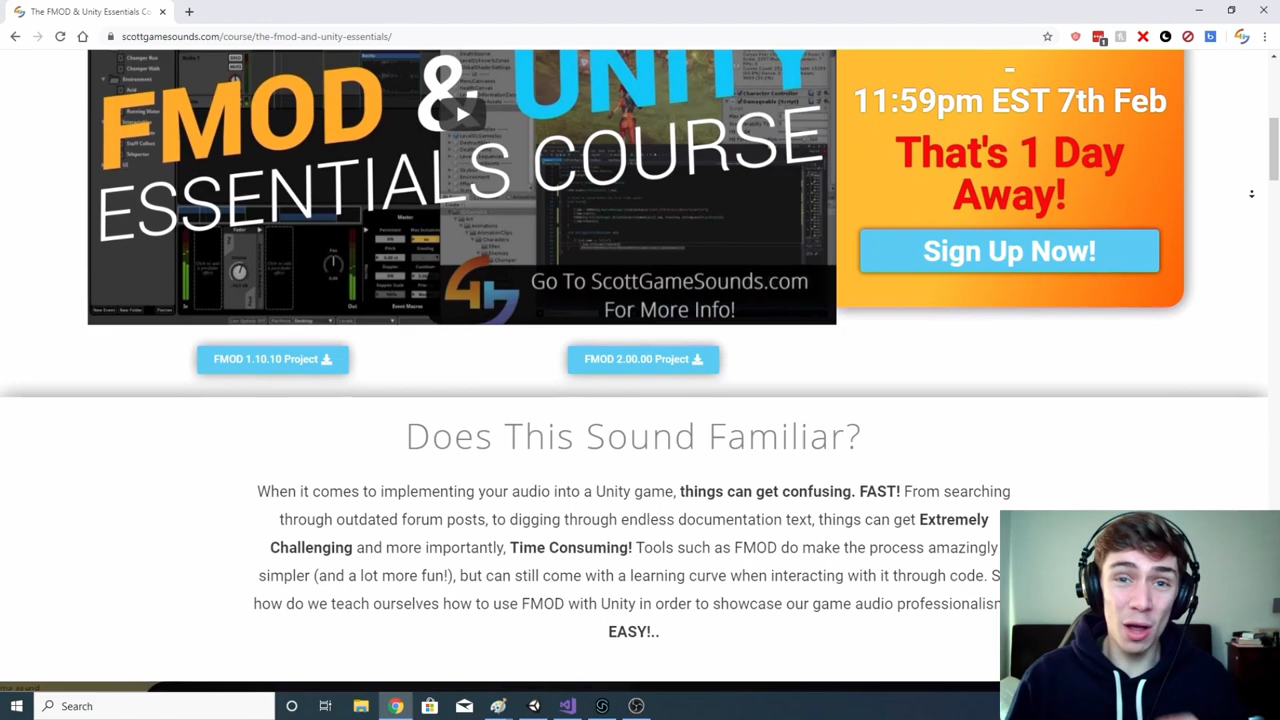 The FMOD & Unity Essentials Co
scottgamesounds.com/course/the-fmod-and-unity-essentials/
FMOD & UNITY
ESSENTIALS COURSE
Go To ScottGameSounds.com
For More Info!
11:59pm EST 7th Feb
That's 1 Day
Away!
Sign Up Now!
FMOD 1.10.10 Project
FMOD 2.00.00 Project
Does This Sound Familiar?
When it comes to implementing your audio into a Unity game, things can get confusing. FAST! From searching
through outdated forum posts, to digging through endless documentation text, things can get Extremely
Challenging and more importantly, Time Consuming! Tools such as FMOD do make the process amazingly
simpler (and a lot more fun!), but can still come with a learning curve when interacting with it through code. S
how do we teach ourselves how to use FMOD with Unity in order to showcase our game audio professionalism
EASY!..
Search